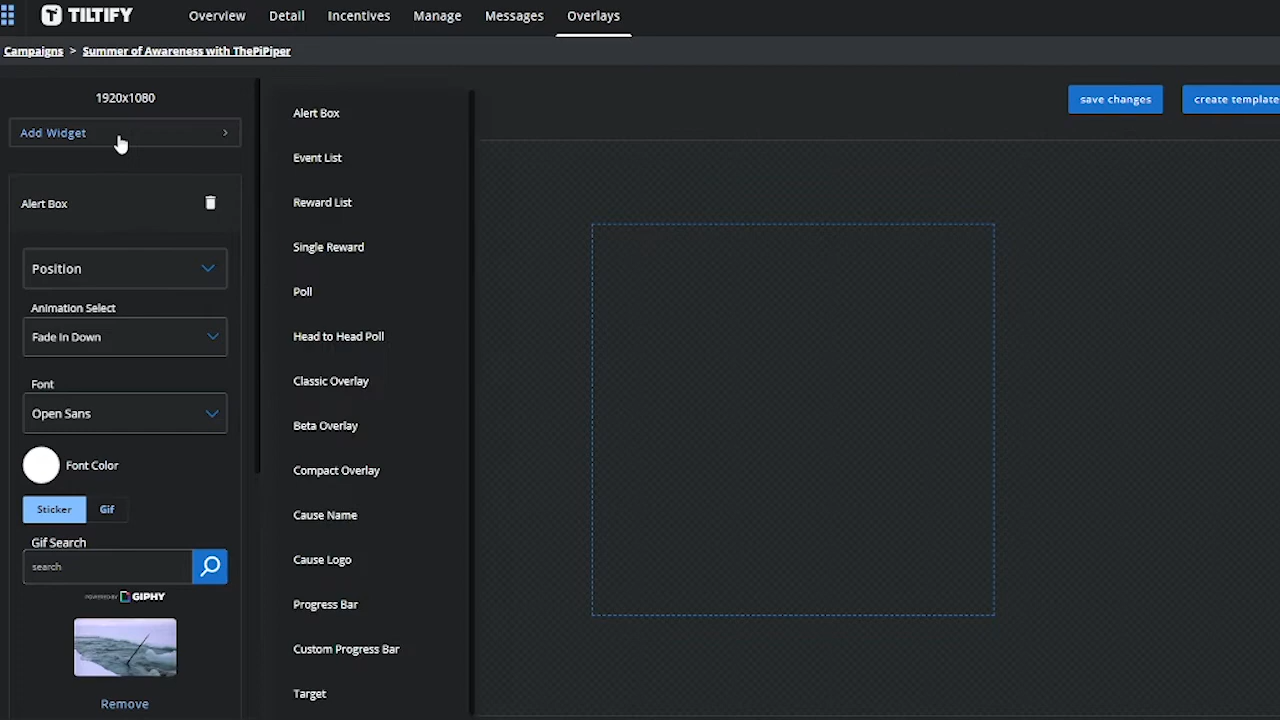 TILTIFY
Overview
Detail
Incentives
Manage
Messages
Overlays
Campaigns > Summer of Awareness with ThePiPiper
1920x1080
Add Widget
Alert Box
Position
Animation Select
Fade In Down
Font
Open Sans
Font Color
Sticker
Gif
Gif Search
search
POWERED BY GIPHY
Remove
Alert Box
Event List
Reward List
Single Reward
Poll
Head to Head Poll
Classic Overlay
Beta Overlay
Compact Overlay
Cause Name
Cause Logo
Progress Bar
Custom Progress Bar
Target
save changes
create template